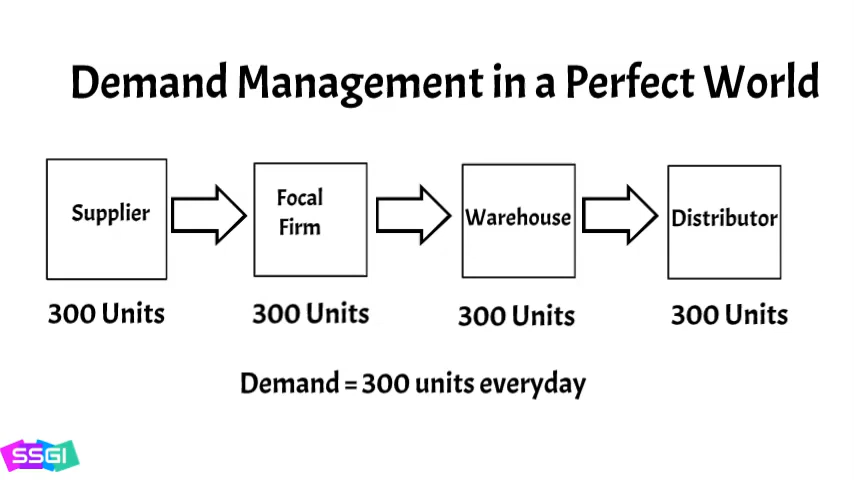 Demand Management in a Perfect World
Supplier
Focal
Firm
Warehouse
Distributor
300 Units
300 Units
300 Units
300 Units
Demand = 300 units everyday
SSGI